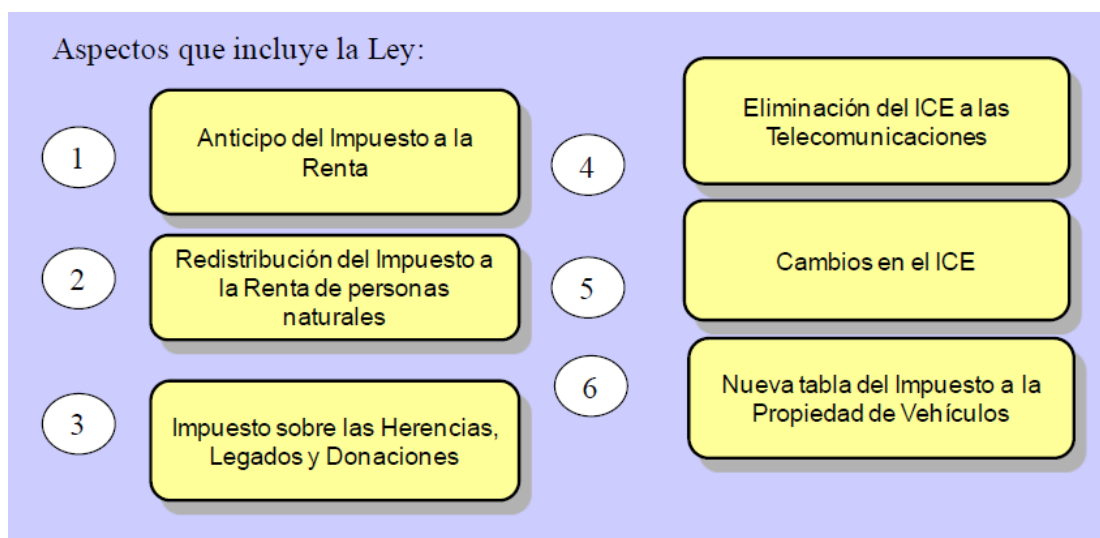 Aspectos que incluye la Ley:
1
Anticipo del Impuesto a la
Renta
2
Redistribución del Impuesto a
la Renta de personas
naturales
3
Impuesto sobre las Herencias,
Legados y Donaciones
4
Eliminación del ICE a las
Telecomunicaciones
5
Cambios en el ICE
6
Nueva tabla del Impuesto a la
Propiedad de Vehículos